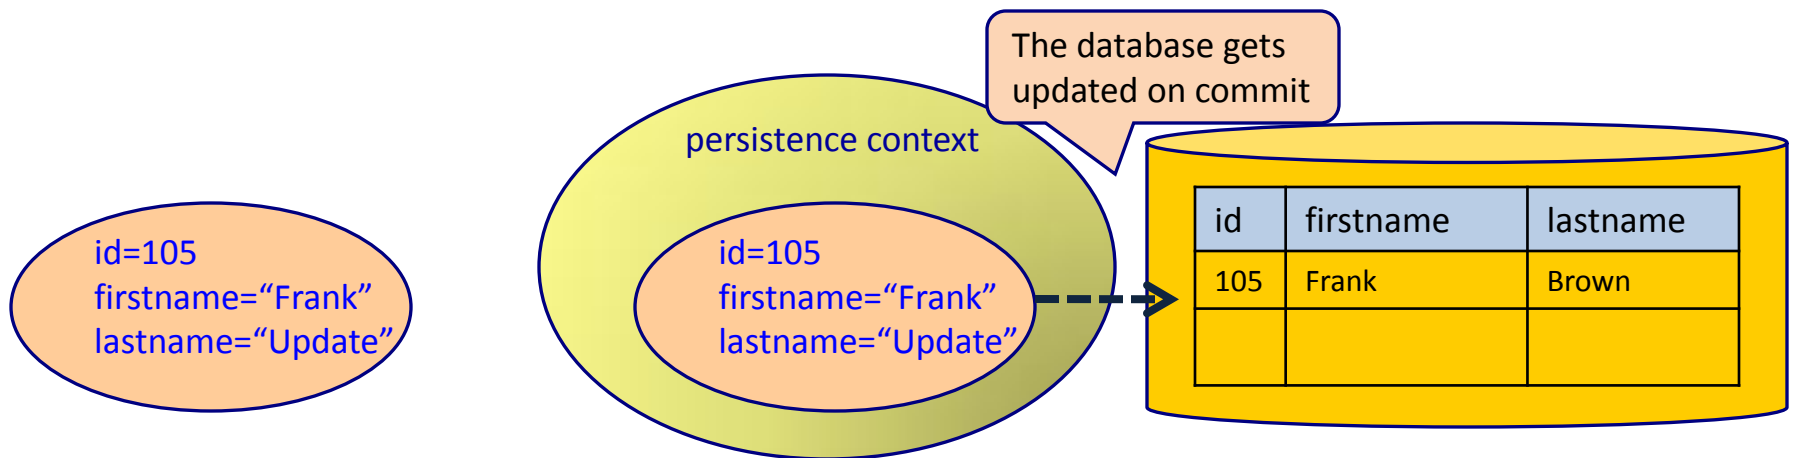 The database gets
updated on commit
persistence context
id=105
firstname=“Frank”
lastname=“Update”
id=105
firstname=“Frank”
lastname=“Update”
id firstname lastname
105 Frank Brown